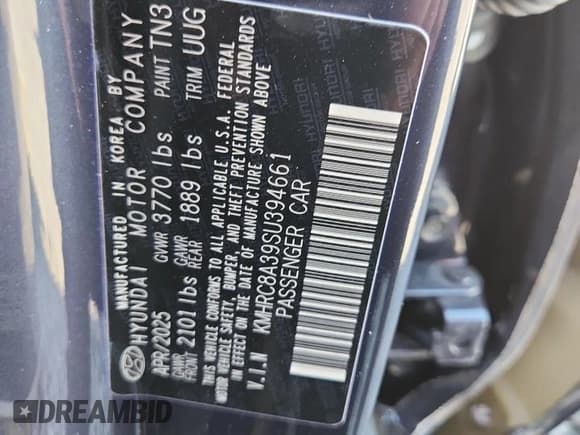 MANUFACTURED IN KOREA BY
HYUNDAI MOTOR COMPANY
APR/2025 GVWR 3770 lbs PAINT TN3
GAWR FRONT 2101 lbs GAWR REAR 1889 lbs TRIM UUG
THIS VEHICLE CONFORMS TO ALL APPLICABLE U.S.A. FEDERAL
MOTOR VEHICLE SAFETY, BUMPER, AND THEFT PREVENTION STANDARDS
IN EFFECT ON THE DATE OF MANUFACTURE SHOWN ABOVE
V.I.N KMHRC8A39SU394661
PASSENGER CAR
DREAMBID